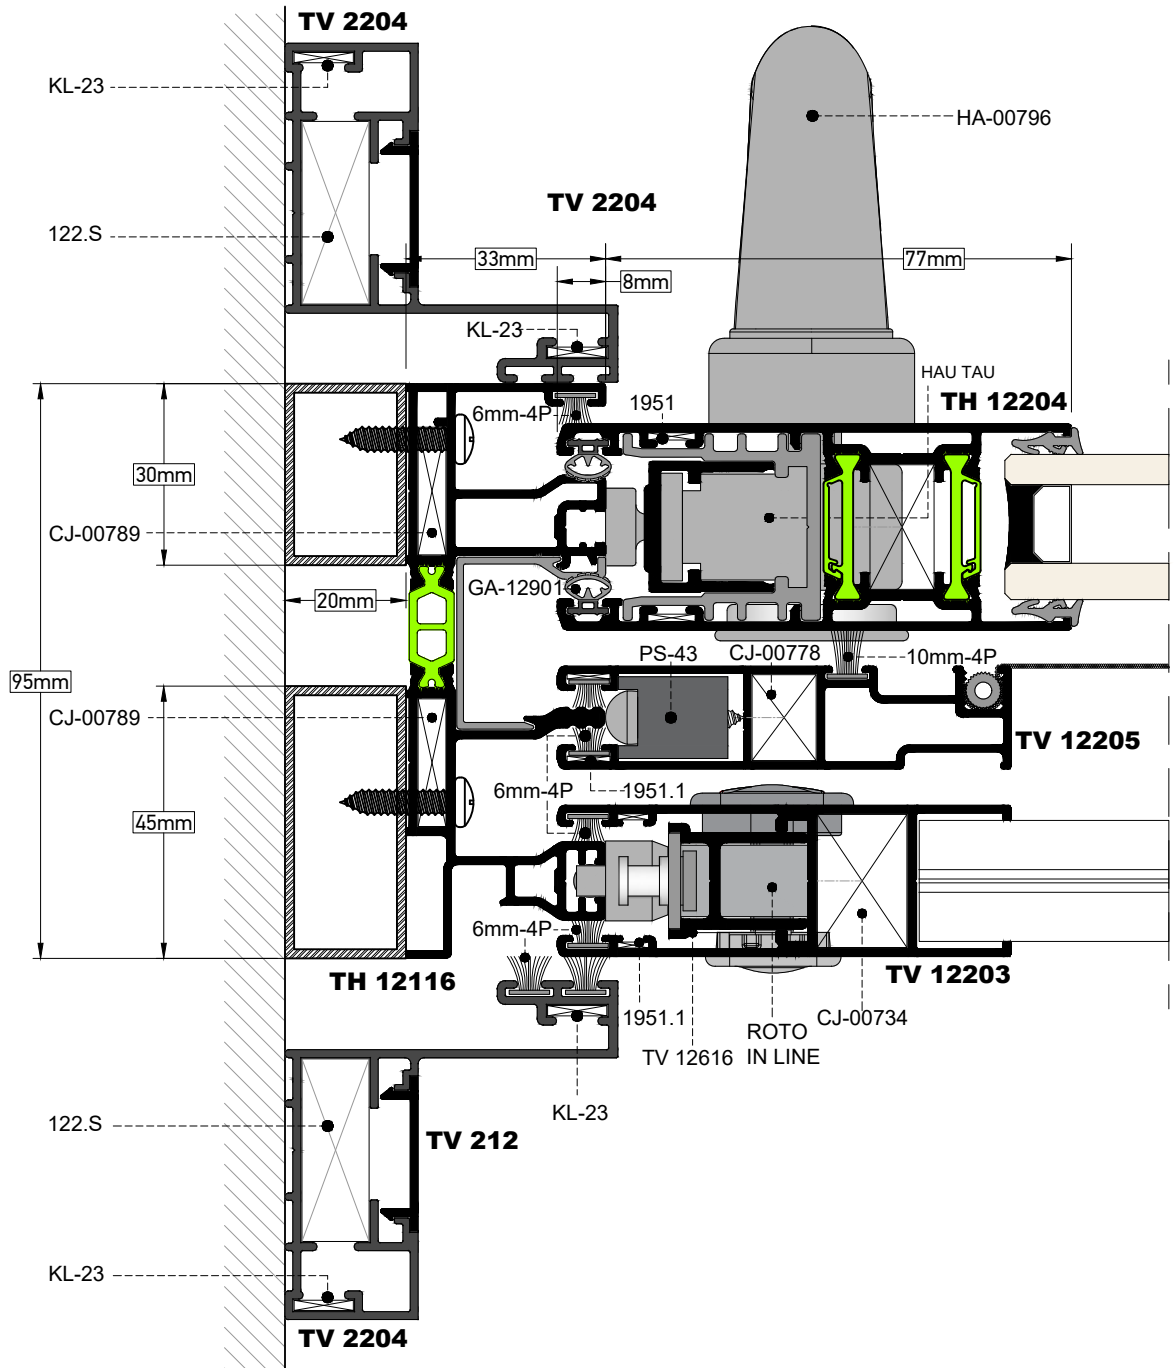 TV 2204
KL-23
HA-00796
TV 2204
122.S
33mm
77mm
8mm
KL-23
HAU TAU
6mm-4P
1951
TH 12204
30mm
CJ-00789
GA-12901
20mm
PS-43
CJ-00778
10mm-4P
95mm
CJ-00789
TV 12205
6mm-4P
1951.1
45mm
6mm-4P
TH 12116
TV 12203
1951.1
CJ-00734
ROTO
IN LINE
TV 12616
KL-23
122.S
TV 212
KL-23
TV 2204